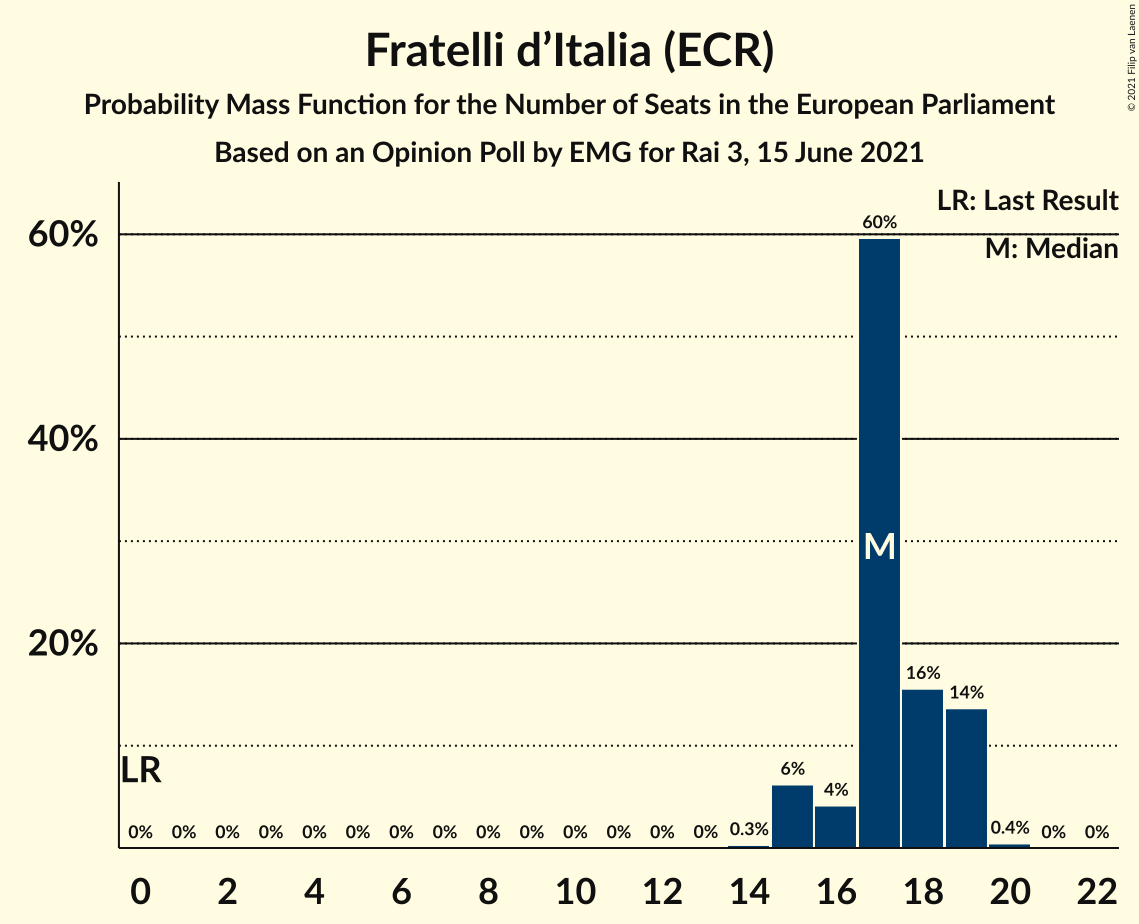 Fratelli d’Italia (ECR)
Probability Mass Function for the Number of Seats in the European Parliament
Based on an Opinion Poll by EMG for Rai 3, 15 June 2021
© 2021 Filip van Laenen
LR: Last Result
M: Median
60%
40%
20%
60%
M
16%
14%
LR
6%
4%
0% 0% 0% 0% 0% 0% 0% 0% 0% 0% 0% 0% 0% 0% 0.3% 0.4% 0% 0%
0 2 4 6 8 10 12 14 16 18 20 22